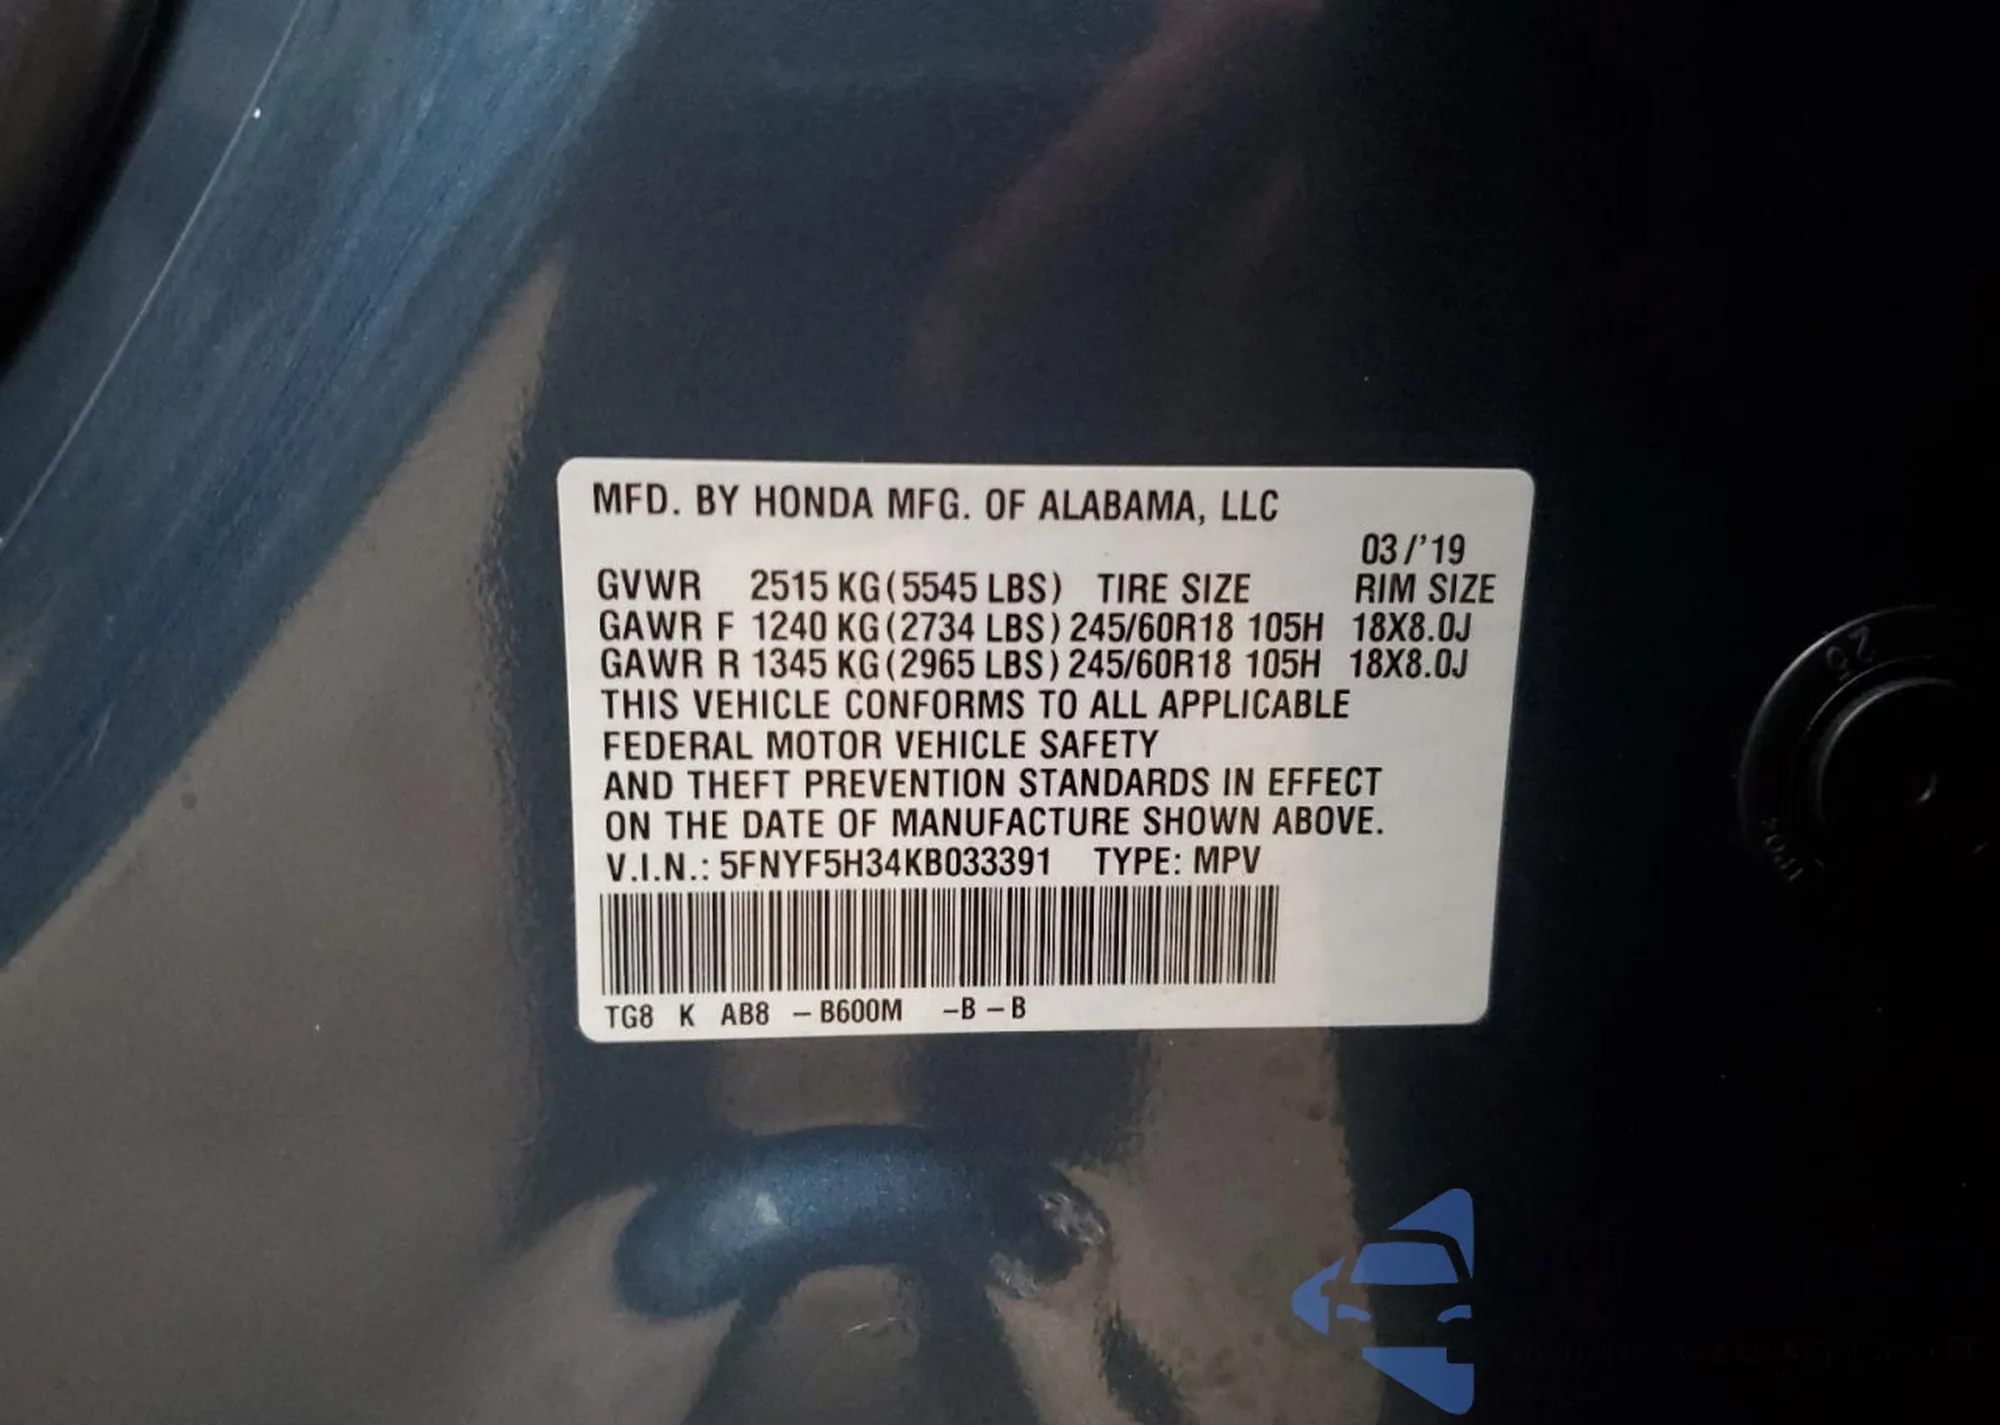 MFD. BY HONDA MFG. OF ALABAMA, LLC
03/'19
GVWR 2515 KG(5545 LBS) TIRE SIZE RIM SIZE
GAWR F 1240 KG(2734 LBS) 245/60R18 105H 18X8.0J
GAWR R 1345 KG(2965 LBS) 245/60R18 105H 18X8.0J
THIS VEHICLE CONFORMS TO ALL APPLICABLE
FEDERAL MOTOR VEHICLE SAFETY
AND THEFT PREVENTION STANDARDS IN EFFECT
ON THE DATE OF MANUFACTURE SHOWN ABOVE.
V.I.N.: 5FNYF5H34KB033391 TYPE: MPV
TG8 K AB8 –B600M –B–B